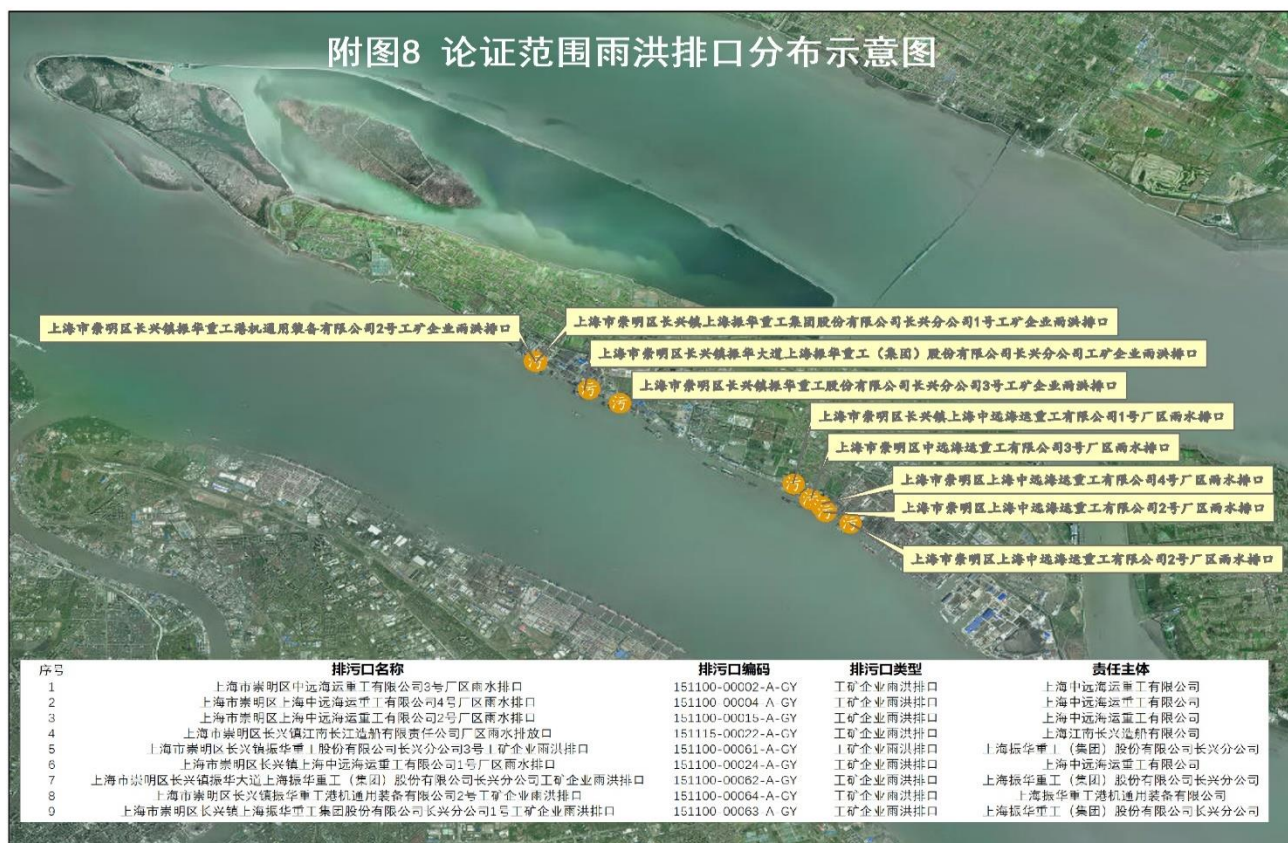 附图8 论证范围雨洪排口分布示意图
上海市崇明区长兴镇振华重工港机通用装备有限公司2号工矿企业雨洪排口
上海市崇明区长兴镇上海振华重工集团股份有限公司长兴分公司1号工矿企业雨洪排口
上海市崇明区长兴镇振华大道上海振华重工（集团）股份有限公司长兴分公司工矿企业雨洪排口
上海市崇明区长兴镇振华重工股份有限公司长兴分公司3号工矿企业雨洪排口
上海市崇明区长兴镇上海中远海运重工有限公司1号厂区雨水排口
上海市崇明区中远海运重工有限公司3号厂区雨水排口
上海市崇明区上海中远海运重工有限公司4号厂区雨水排口
上海市崇明区上海中远海运重工有限公司2号厂区雨水排口
上海市崇明区上海中远海运重工有限公司2号厂区雨水排口
污
污
污
污
污
污
污
序号 排污口名称 排污口编码 排污口类型 责任主体
1 上海市崇明区中远海运重工有限公司3号厂区雨水排口 151100-00002-A-GY 工矿企业雨洪排口 上海中远海运重工有限公司
2 上海市崇明区上海中远海运重工有限公司4号厂区雨水排口 151100-00004-A-GY 工矿企业雨洪排口 上海中远海运重工有限公司
3 上海市崇明区上海中远海运重工有限公司2号厂区雨水排口 151100-00015-A-GY 工矿企业雨洪排口 上海中远海运重工有限公司
4 上海市崇明区长兴镇江南长江造船有限责任公司厂区雨水排放口 151115-00022-A-GY 工矿企业雨洪排口 上海江南长兴造船有限公司
5 上海市崇明区长兴镇振华重工股份有限公司长兴分公司3号工矿企业雨洪排口 151100-00061-A-GY 工矿企业雨洪排口 上海振华重工（集团）股份有限公司长兴分公司
6 上海市崇明区长兴镇上海中远海运重工有限公司1号厂区雨水排口 151100-00024-A-GY 工矿企业雨洪排口 上海中远海运重工有限公司
7 上海市崇明区长兴镇振华大道上海振华重工（集团）股份有限公司长兴分公司工矿企业雨洪排口 151100-00062-A-GY 工矿企业雨洪排口 上海振华重工（集团）股份有限公司长兴分公司
8 上海市崇明区长兴镇振华重工港机通用装备有限公司2号工矿企业雨洪排口 151100-00064-A-GY 工矿企业雨洪排口 上海振华重工港机通用装备有限公司
9 上海市崇明区长兴镇上海振华重工集团股份有限公司长兴分公司1号工矿企业雨洪排口 151100-00063-A-GY 工矿企业雨洪排口 上海振华重工（集团）股份有限公司长兴分公司